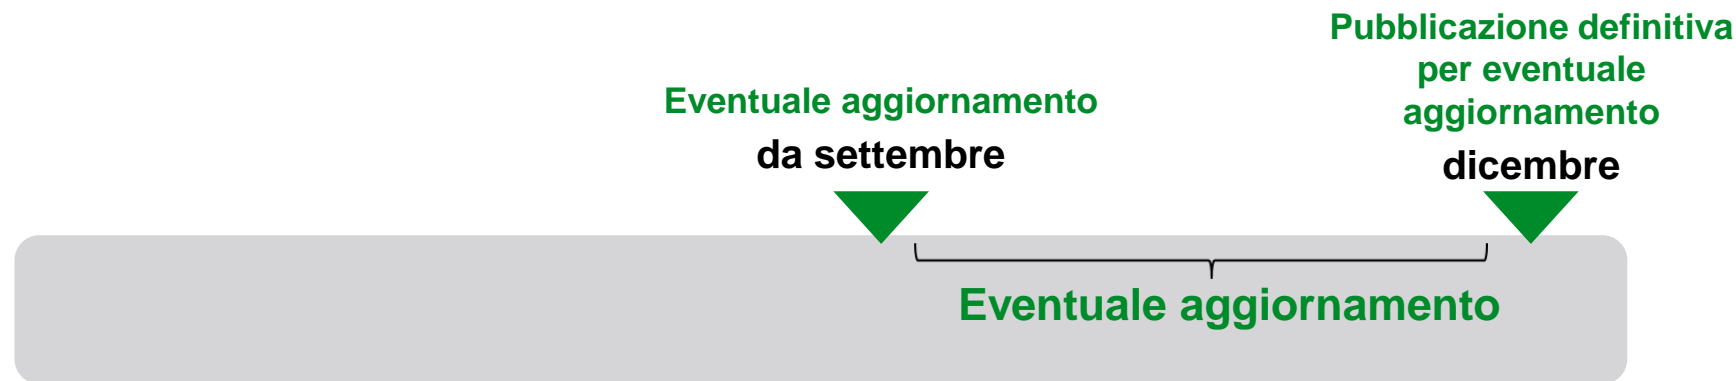 Eventuale aggiornamento
da settembre
Pubblicazione definitiva
per eventuale
aggiornamento
dicembre
Eventuale aggiornamento